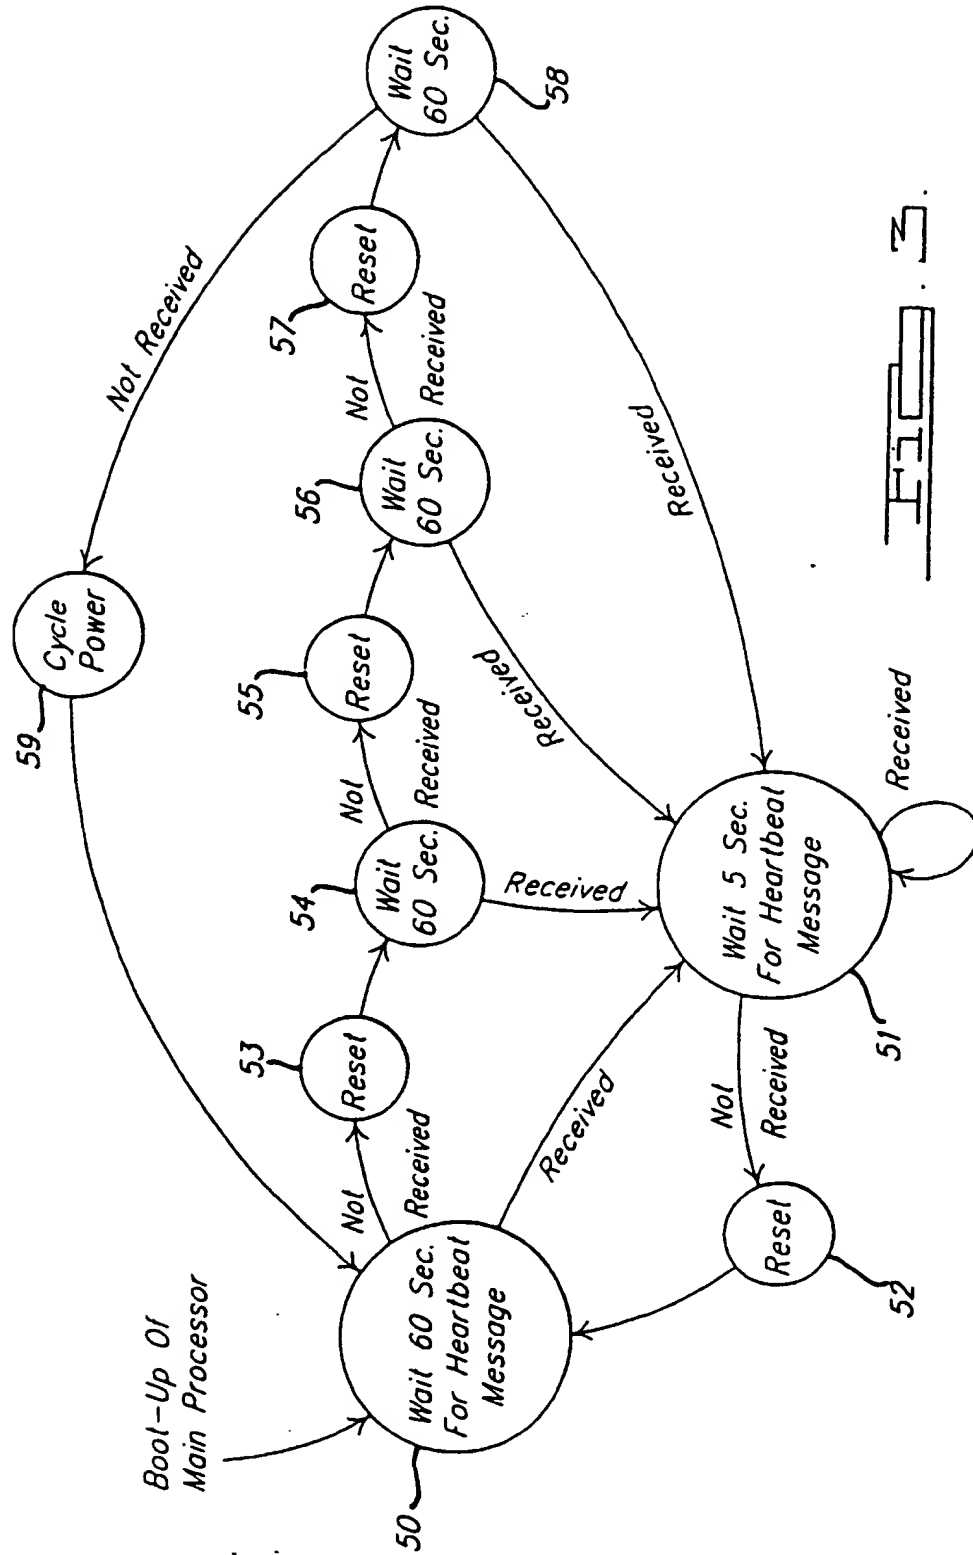 Boot-Up Of
Main Processor
50
Wait 60 Sec.
For Heartbeat
Message
Not
Received
53
Reset
54
Wait
60 Sec.
Not
Received
55
Reset
56
Wait
60 Sec.
Not
Received
57
Reset
Wait
60 Sec.
58
Not Received
59
Cycle
Power
Received
Received
Received
Received
Wait 5 Sec.
For Heartbeat
Message
51
Received
Not
Received
Reset
52
FIG. 3.